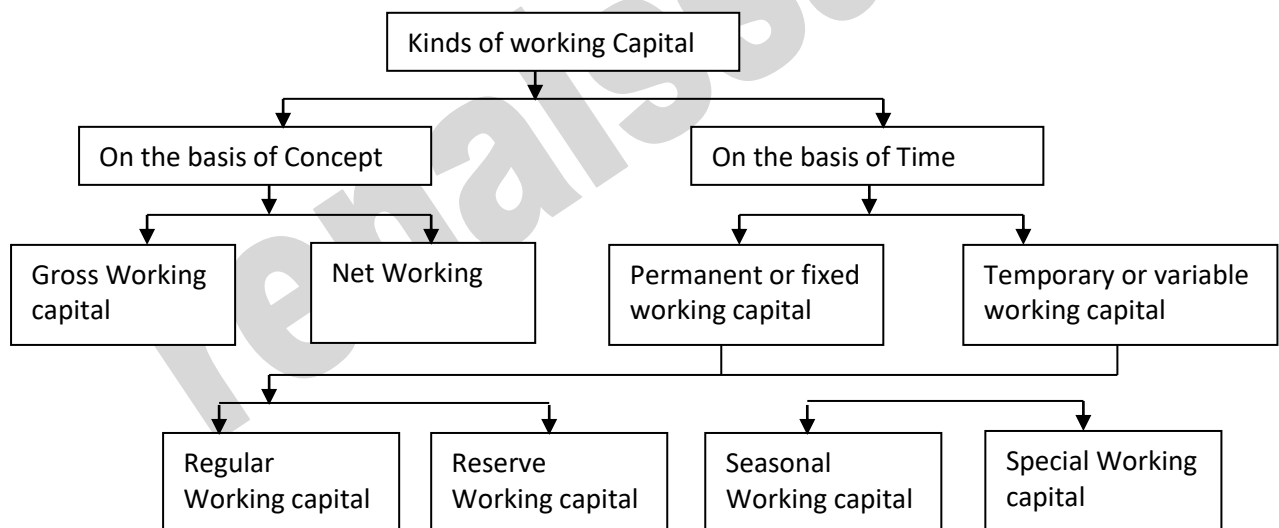 Kinds of working Capital
On the basis of Concept
On the basis of Time
Gross Working
capital
Net Working
Permanent or fixed
working capital
Temporary or variable
working capital
Regular
Working capital
Reserve
Working capital
Seasonal
Working capital
Special Working
capital
renaiss